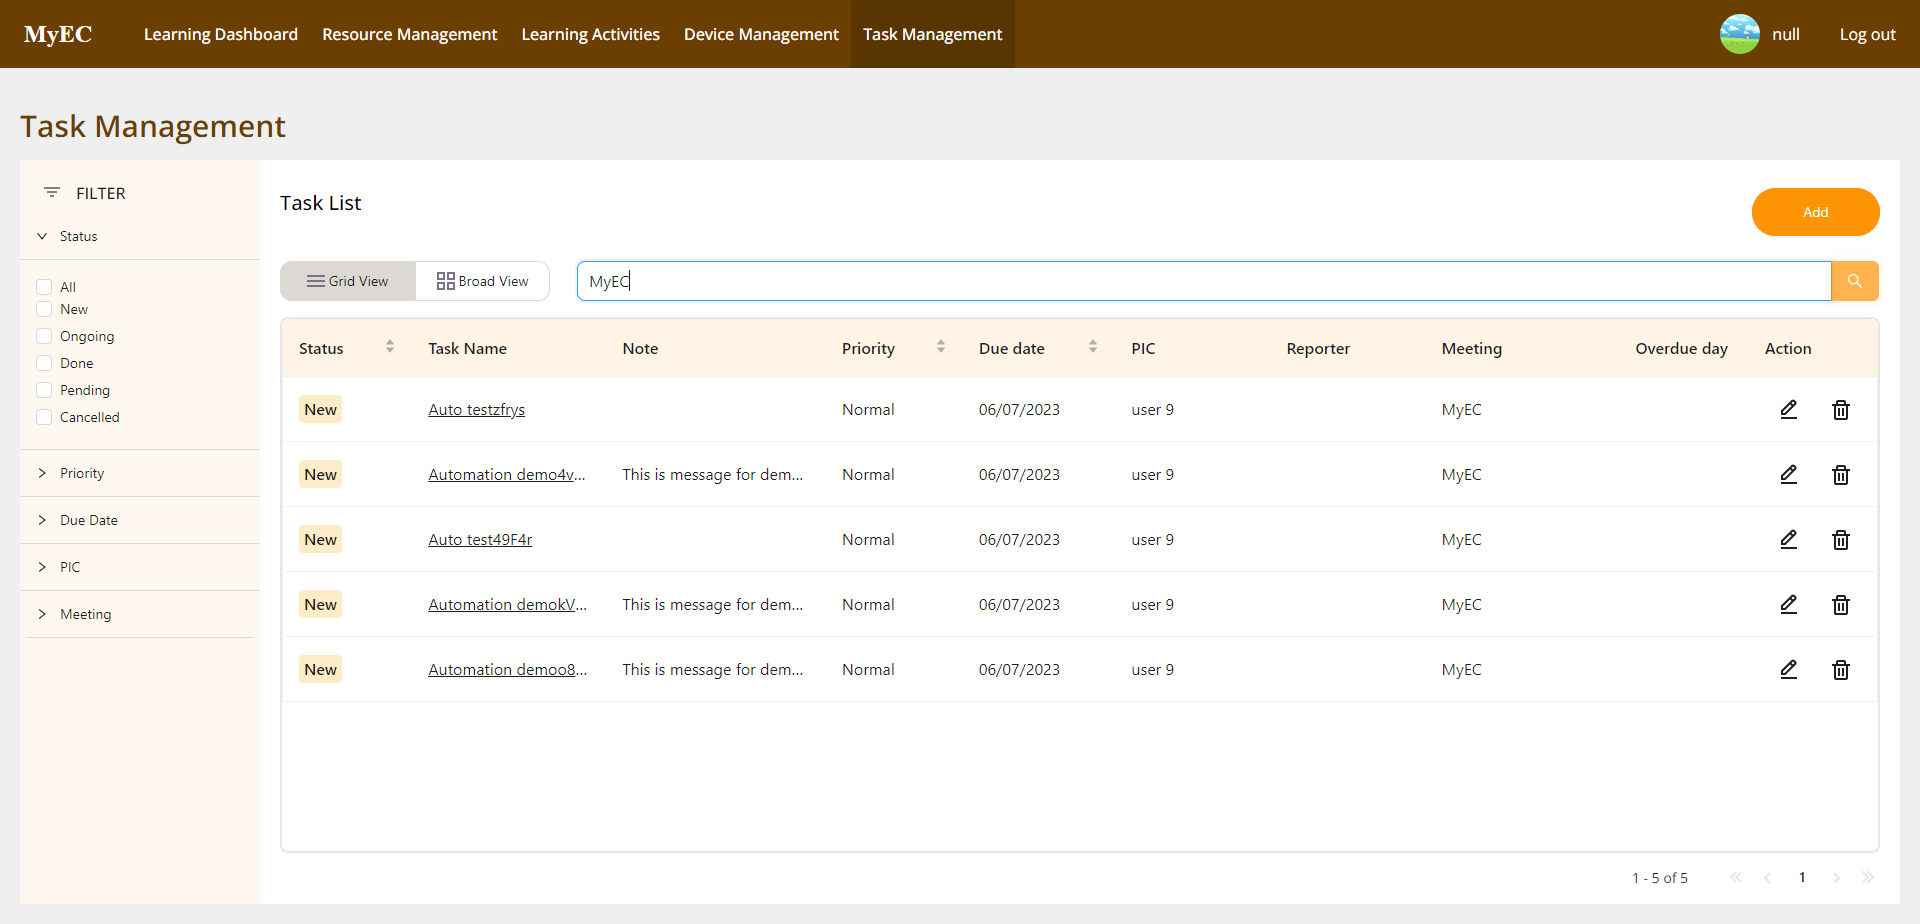 MyEC Learning Dashboard Resource Management Learning Activities Device Management Task Management null Log out
Task Management
FILTER
Status
All
New
Ongoing
Done
Pending
Cancelled
Priority
Due Date
PIC
Meeting
Task List
Add
Grid View Broad View MyEC
Status Task Name Note Priority Due date PIC Reporter Meeting Overdue day Action
New Auto testzfrys Normal 06/07/2023 user 9 MyEC
New Automation demo4v... This is message for dem... Normal 06/07/2023 user 9 MyEC
New Auto test49F4r Normal 06/07/2023 user 9 MyEC
New Automation demokV... This is message for dem... Normal 06/07/2023 user 9 MyEC
New Automation demoo8... This is message for dem... Normal 06/07/2023 user 9 MyEC
1 - 5 of 5 1